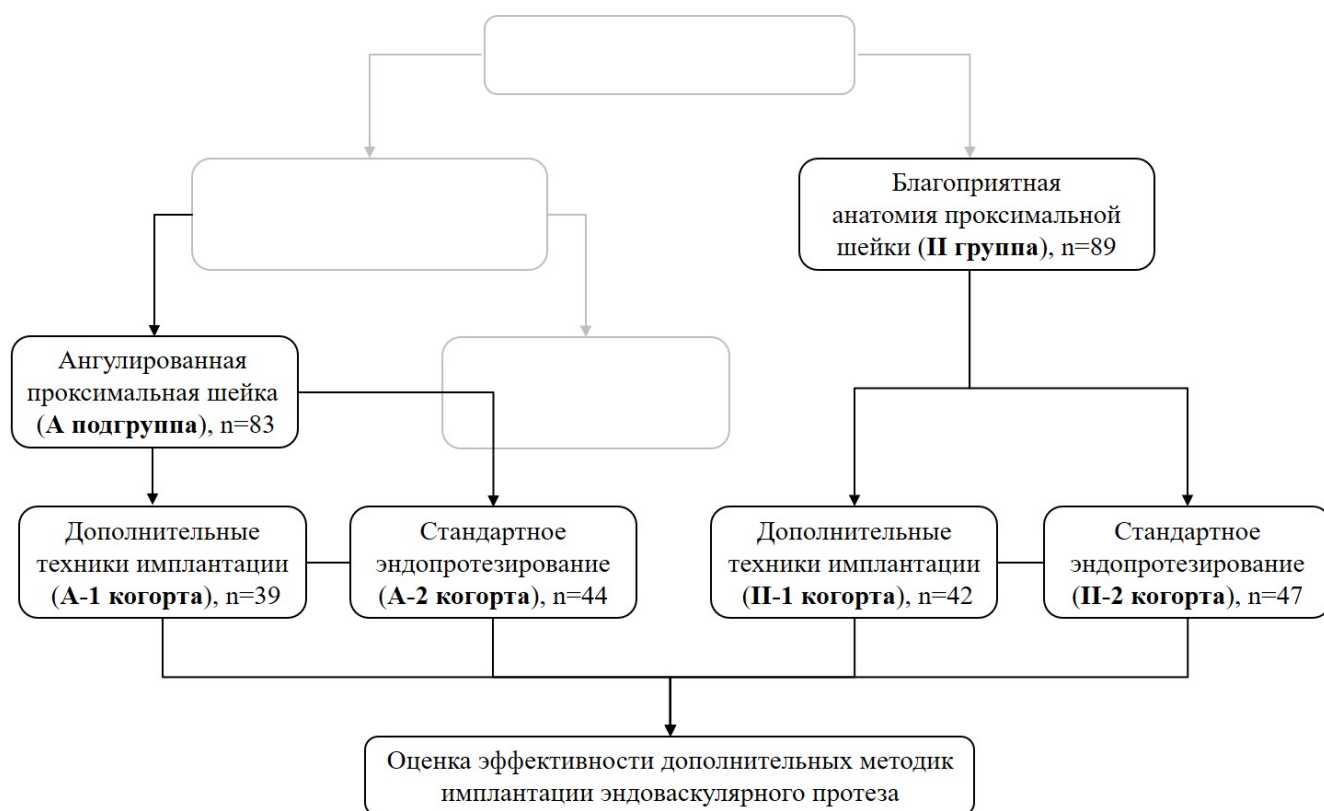 Благоприятная
анатомия проксимальной
шейки (II группа), n=89
Ангулированная
проксимальная шейка
(А подгруппа), n=83
Дополнительные
техники имплантации
(А-1 когорта), n=39
Стандартное
эндопротезирование
(А-2 когорта), n=44
Дополнительные
техники имплантации
(II-1 когорта), n=42
Стандартное
эндопротезирование
(II-2 когорта), n=47
Оценка эффективности дополнительных методик
имплантации эндоваскулярного протеза